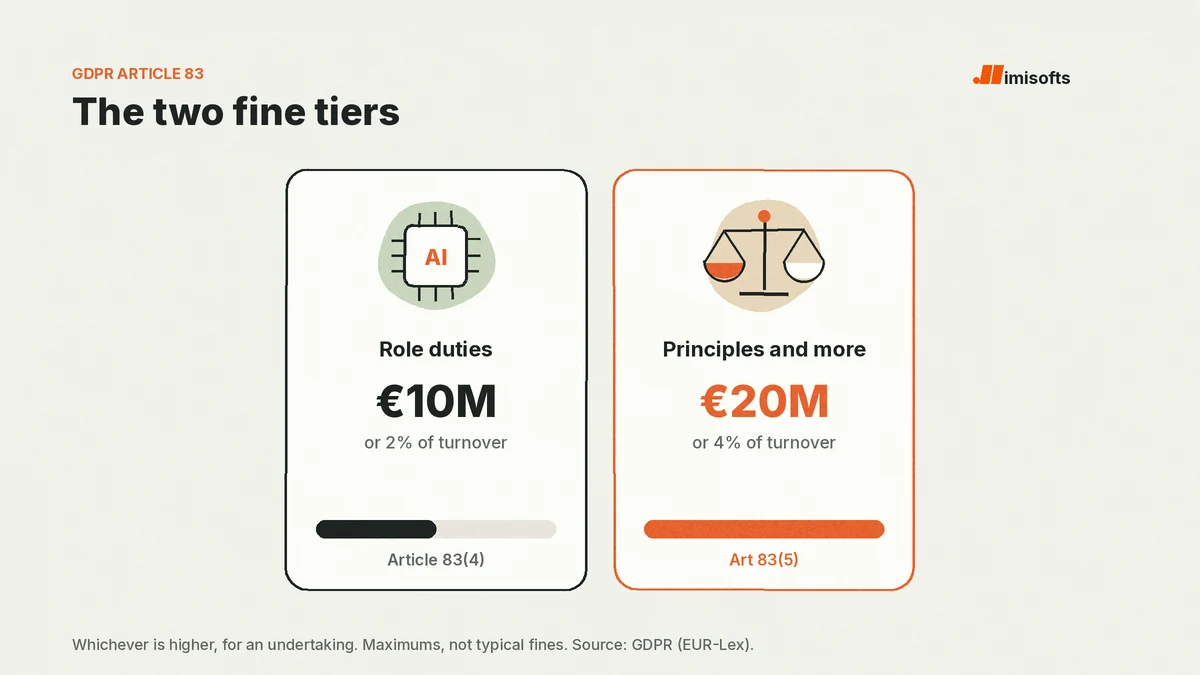 GDPR ARTICLE 83
The two fine tiers
imisofts
AI
Role duties
€10M
or 2% of turnover
Article 83(4)
Principles and more
€20M
or 4% of turnover
Art 83(5)
Whichever is higher, for an undertaking. Maximums, not typical fines. Source: GDPR (EUR-Lex).